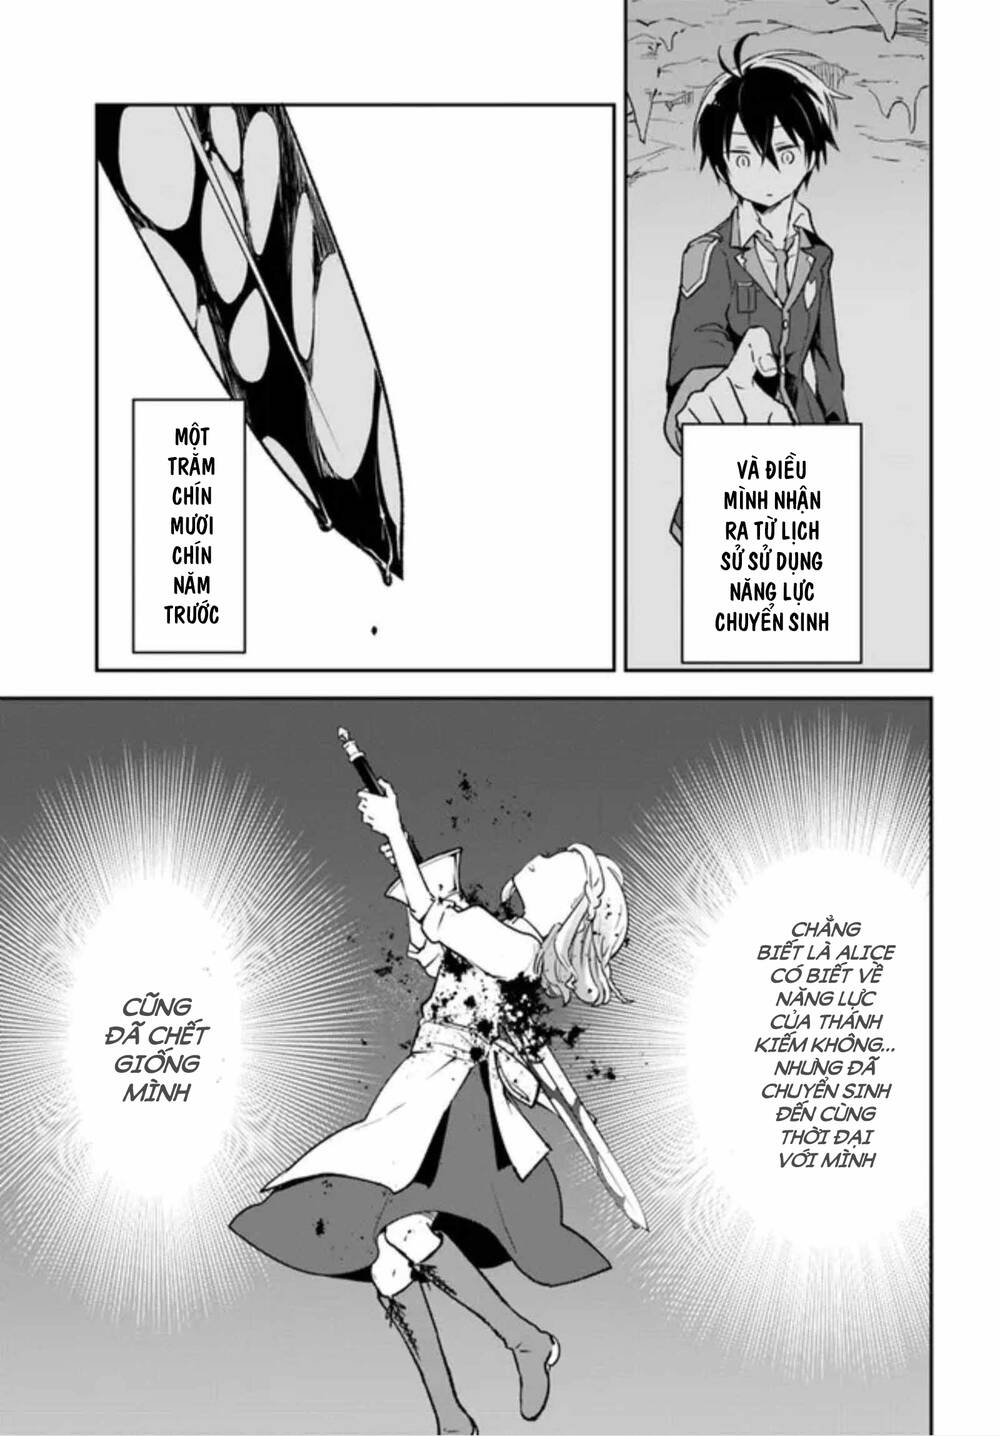 VÀ ĐIỀU
MÌNH NHẬN
RA TỪ LỊCH
SỬ SỬ DỤNG
NĂNG LỰC
CHUYỂN SINH
MỘT
TRĂM
CHÍN
MƯƠI
CHÍN
NĂM
TRƯỚC
CHẲNG
BIẾT LÀ ALICE
CÓ BIẾT VỀ
NĂNG LỰC
CỦA THÁNH
KIẾM KHÔNG...
NHƯNG ĐÃ
CHUYỂN SINH
ĐẾN CÙNG
THỜI ĐẠI
VỚI MÌNH
CŨNG
ĐÃ CHẾT
GIỐNG
MÌNH